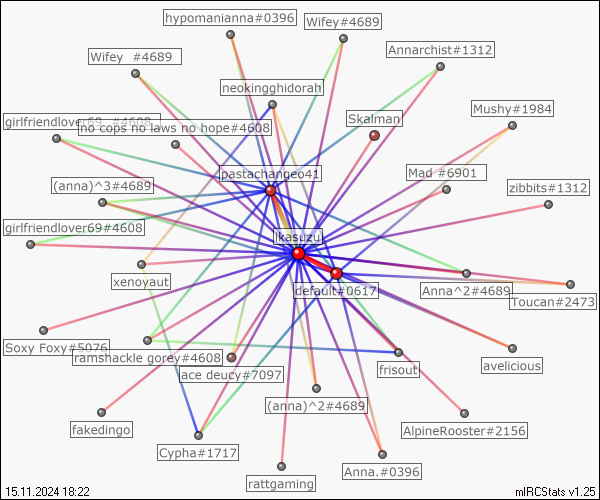 hypomanianna#0396
Wifey#4689
Annarchist#1312
Wifey #4689
neokingghidorah
Mushy#1984
girlfriendlover69 #4608
Skalman
no cops no laws no hope#4608
pastachangeo41
Mad #6901
(anna)^3#4689
zibbits#1312
girlfriendlover69#4608
ikasuzu
xenoyaut
default#0617
Anna^2#4689
Toucan#2473
Soxy Foxy#5076
ramshackle gorey#4608
ace deucy#7097
frisout
avelicious
(anna)^2#4689
fakedingo
AlpineRooster#2156
Cypha#1717
Anna.#0396
rattgaming
15.11.2024 18:22
mIRCStats v1.25